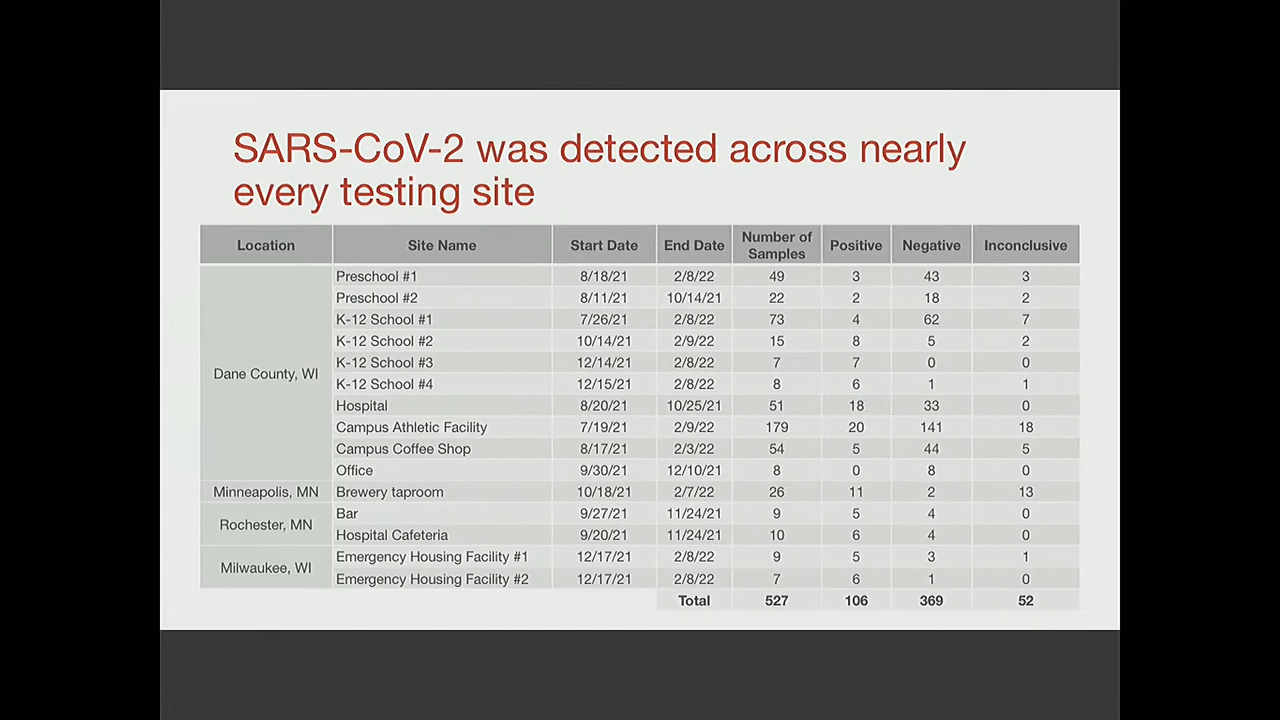 SARS-CoV-2 was detected across nearly
every testing site
Location Site Name Start Date End Date Number of Samples Positive Negative Inconclusive
Dane County, WI
Preschool #1 8/18/21 2/8/22 49 3 43 3
Preschool #2 8/11/21 10/14/21 22 2 18 2
K-12 School #1 7/26/21 2/8/22 73 4 62 7
K-12 School #2 10/14/21 2/9/22 15 8 5 2
K-12 School #3 12/14/21 2/8/22 7 7 0 0
K-12 School #4 12/15/21 2/8/22 8 6 1 1
Hospital 8/20/21 10/25/21 51 18 33 0
Campus Athletic Facility 7/19/21 2/9/22 179 20 141 18
Campus Coffee Shop 8/17/21 2/3/22 54 5 44 5
Office 9/30/21 12/10/21 8 0 8 0
Minneapolis, MN Brewery taproom 10/18/21 2/7/22 26 11 2 13
Rochester, MN
Bar 9/27/21 11/24/21 9 5 4 0
Hospital Cafeteria 9/20/21 11/24/21 10 6 4 0
Milwaukee, WI
Emergency Housing Facility #1 12/17/21 2/8/22 9 5 3 1
Emergency Housing Facility #2 12/17/21 2/8/22 7 6 1 0
Total 527 106 369 52